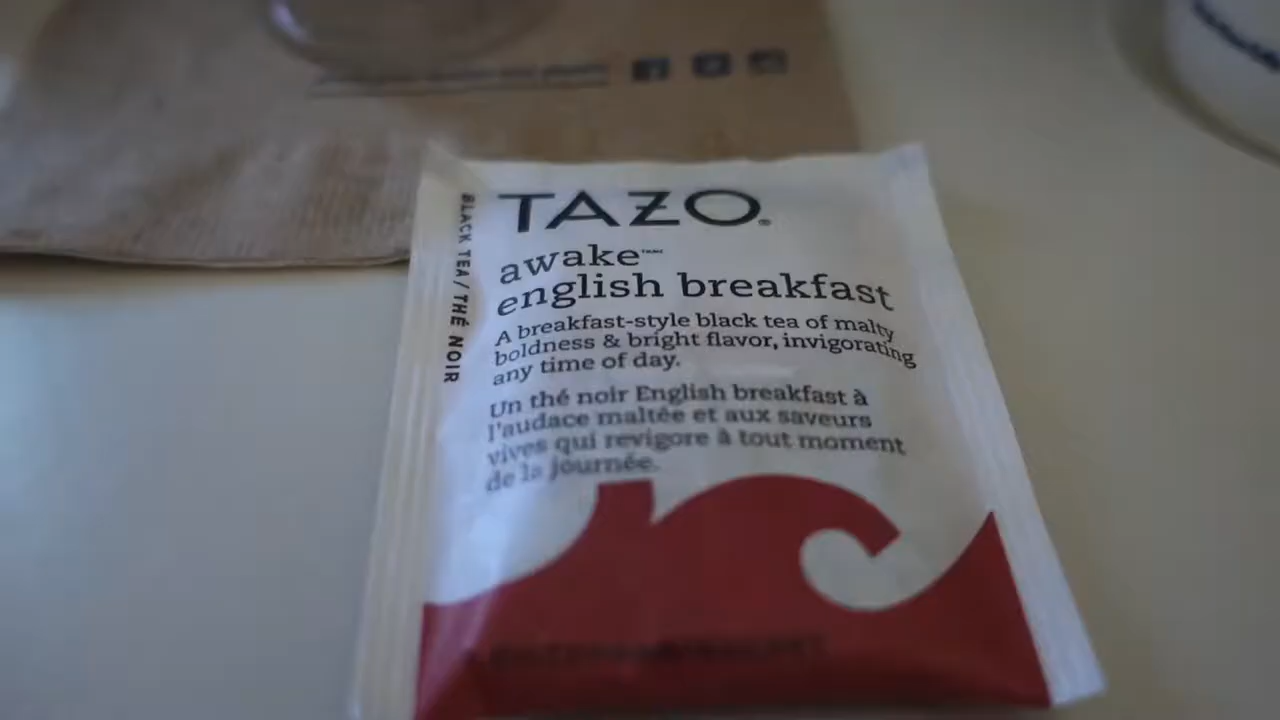 TAZO®
awake™
english breakfast
A breakfast-style black tea of malty
boldness & bright flavor, invigorating
any time of day.
Un thé noir English breakfast à
l'audace maltée et aux saveurs
vives qui revigore à tout moment
de la journée.
BLACK TEA / THÉ NOIR